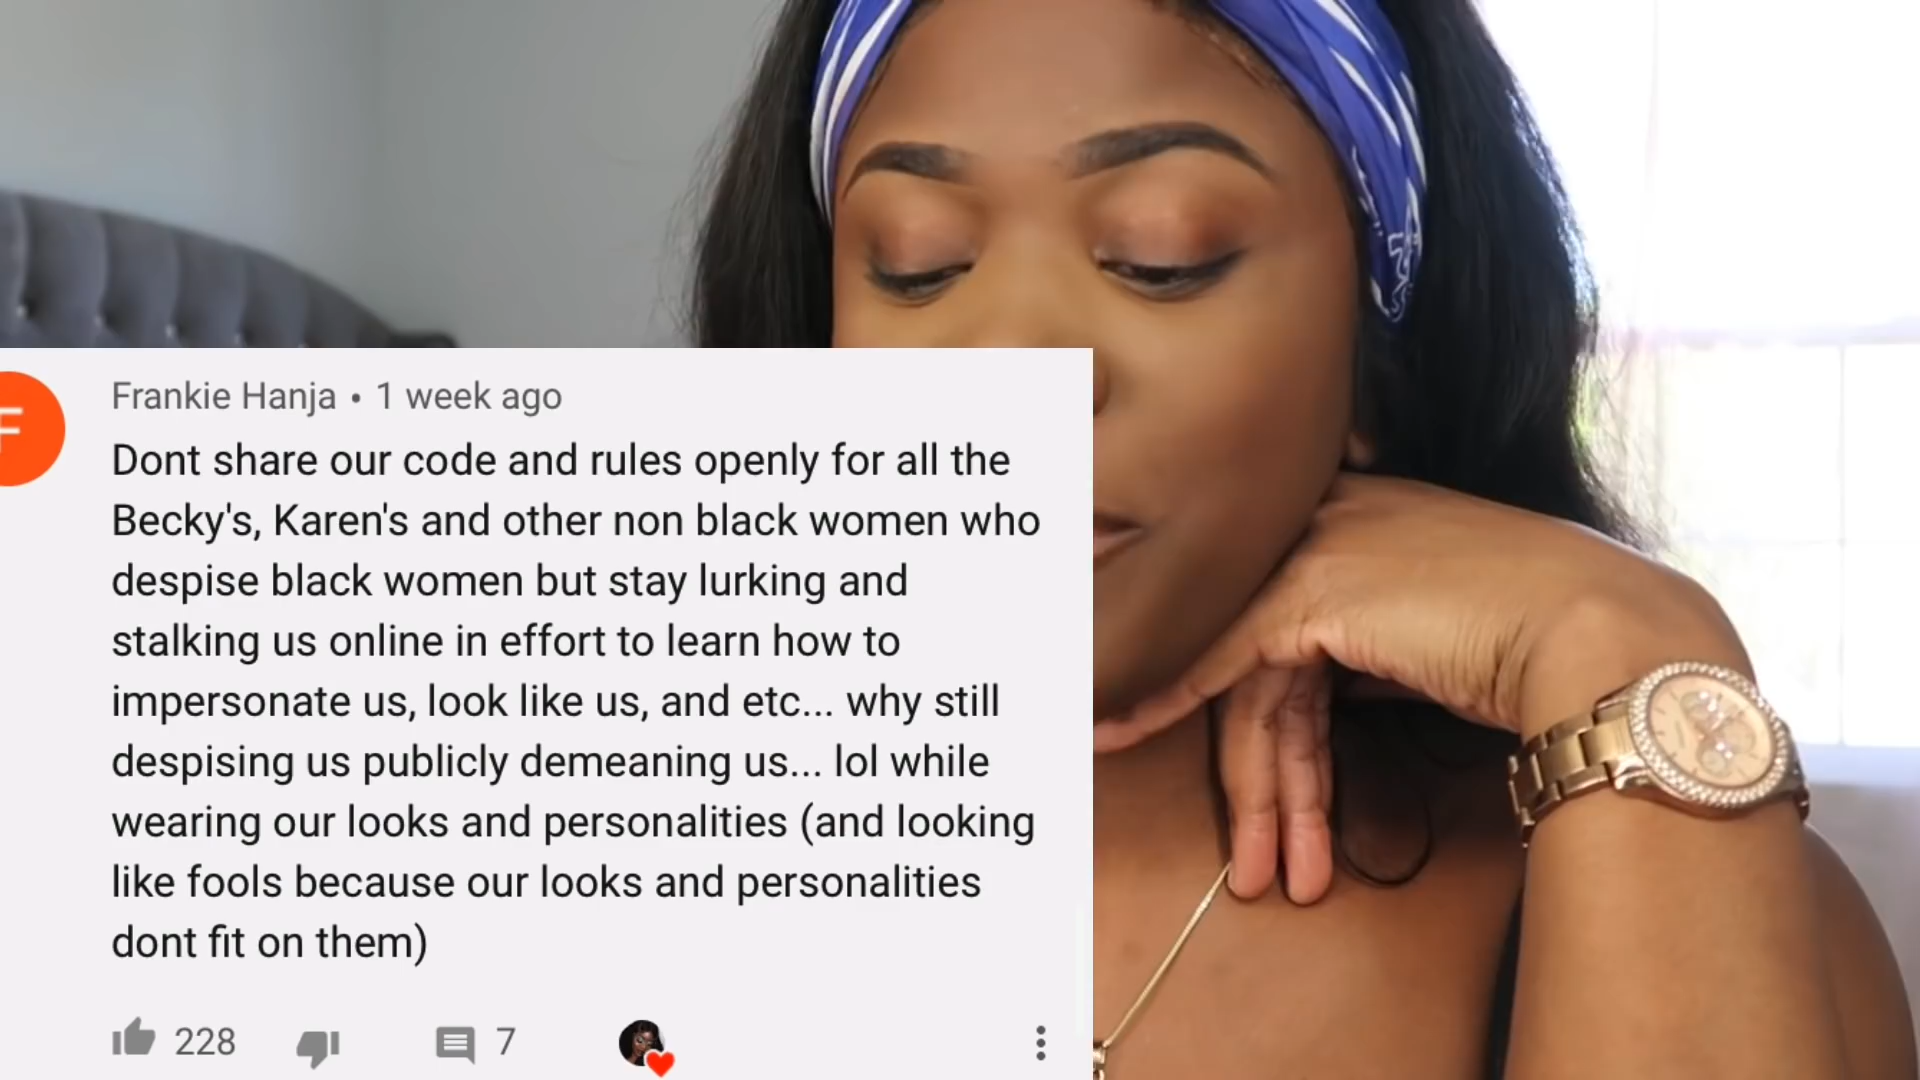 F
Frankie Hanja • 1 week ago
Dont share our code and rules openly for all the
Becky's, Karen's and other non black women who
despise black women but stay lurking and
stalking us online in effort to learn how to
impersonate us, look like us, and etc... why still
despising us publicly demeaning us... lol while
wearing our looks and personalities (and looking
like fools because our looks and personalities
dont fit on them)
228
7